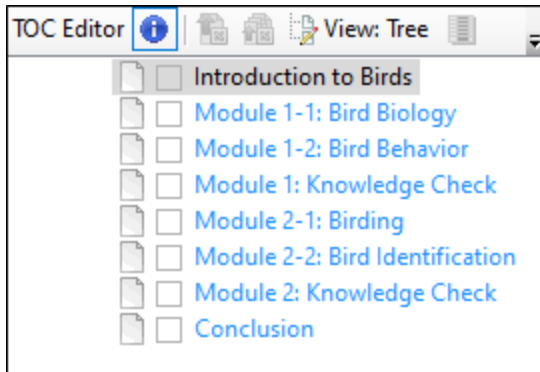 TOC Editor View: Tree
Introduction to Birds
Module 1-1: Bird Biology
Module 1-2: Bird Behavior
Module 1: Knowledge Check
Module 2-1: Birding
Module 2-2: Bird Identification
Module 2: Knowledge Check
Conclusion